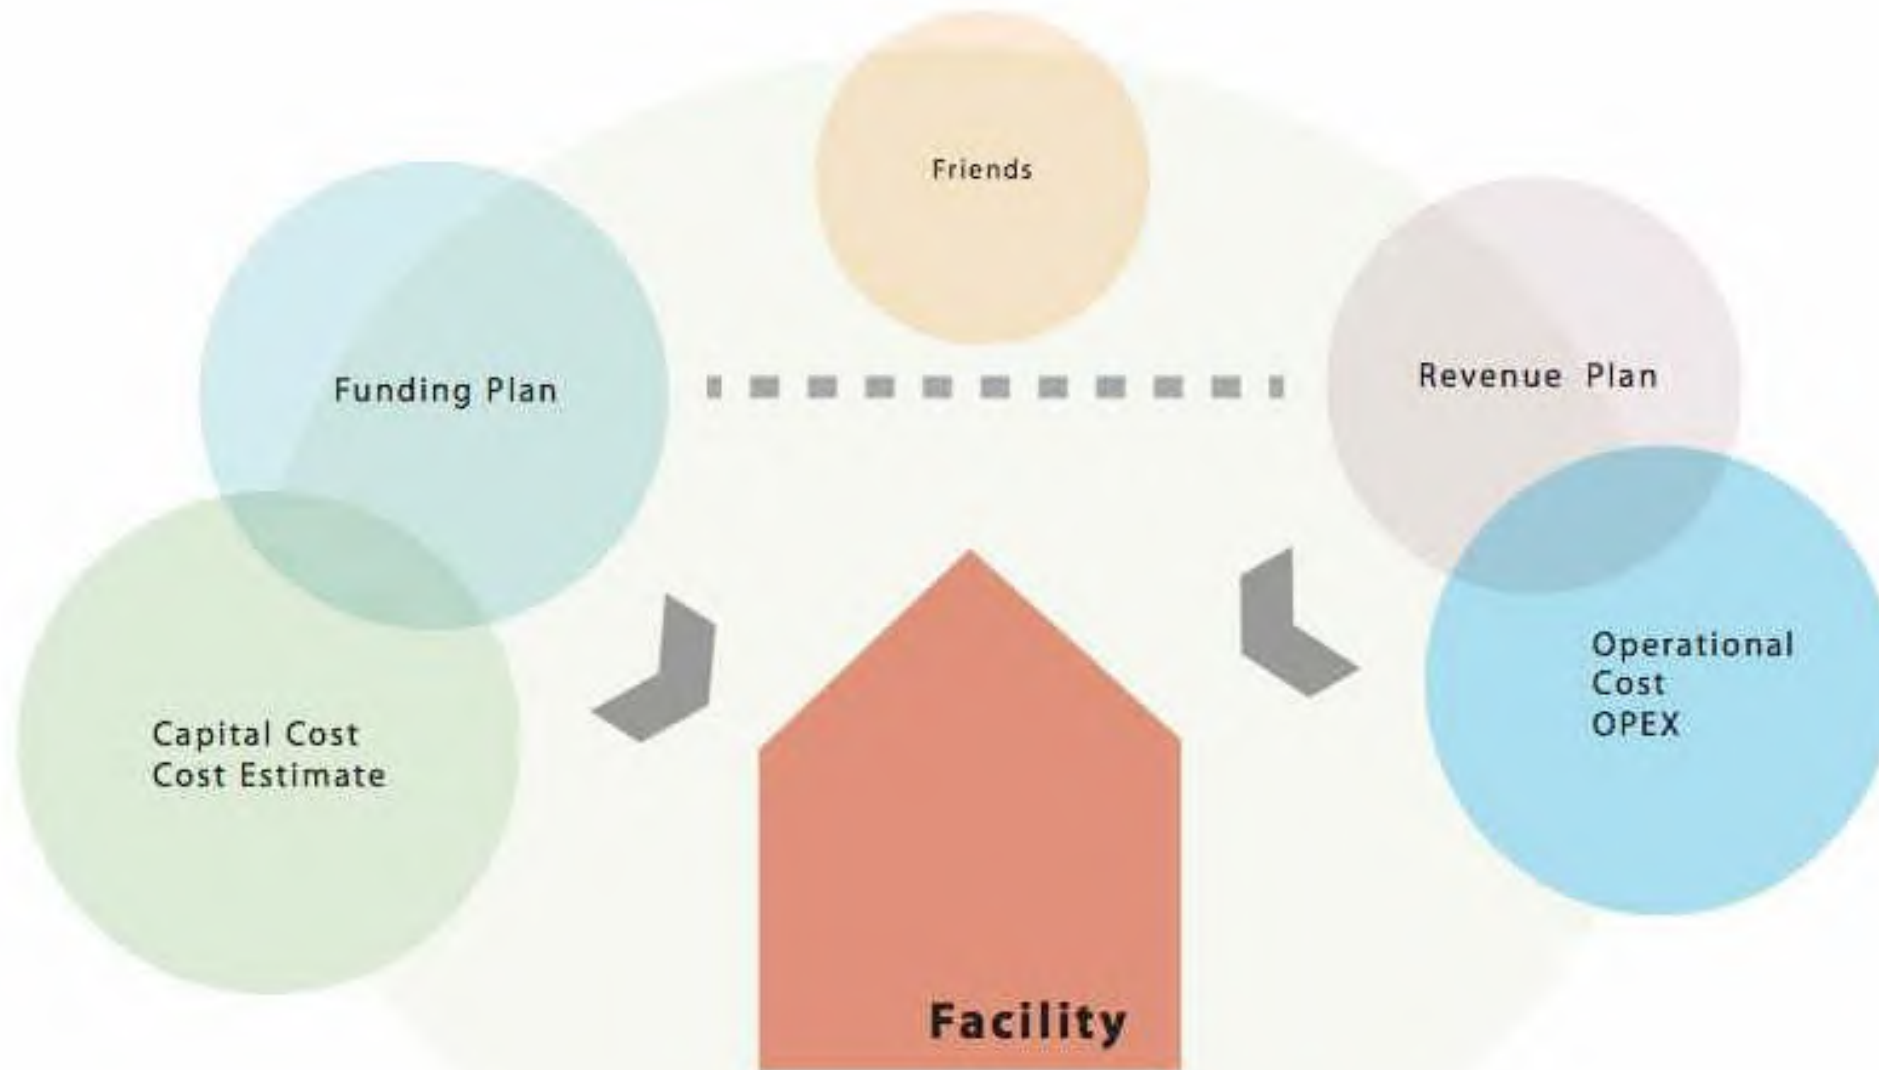 Friends
Funding Plan
Revenue Plan
Capital Cost
Cost Estimate
Operational
Cost
OPEX
Facility